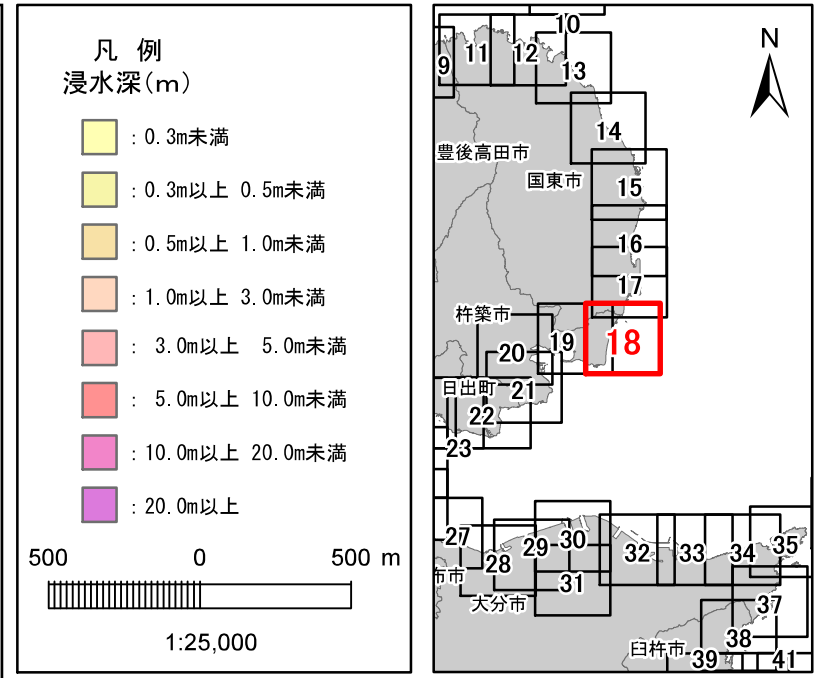 凡 例
浸水深(m)
: 0.3m未満
: 0.3m以上 0.5m未満
: 0.5m以上 1.0m未満
: 1.0m以上 3.0m未満
: 3.0m以上 5.0m未満
: 5.0m以上 10.0m未満
: 10.0m以上 20.0m未満
: 20.0m以上
500 0 500 m
1:25,000
N
10
9 11 12 13
14
豊後高田市
国東市
15
16
17
杵築市
18
19
20
日出町 21
22
23
27 28 29 30 32 33 34 35
布市
31
大分市
37
38
臼杵市
39 41